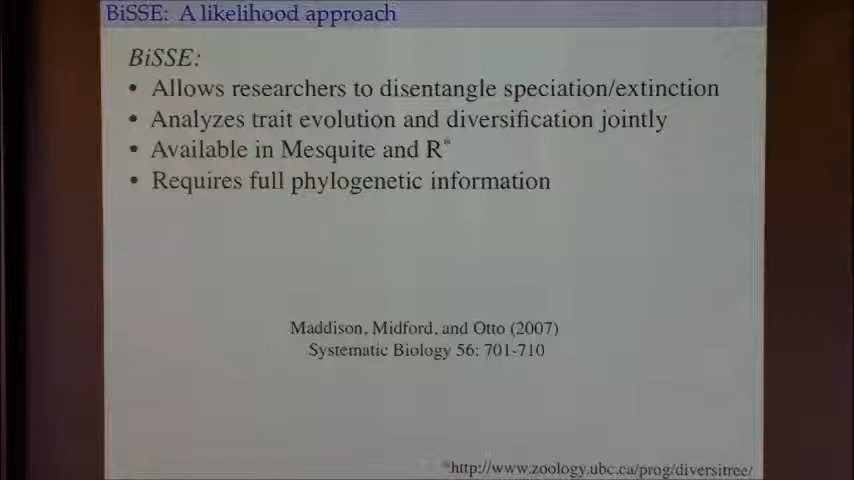 BiSSE: A likelihood approach
BiSSE:
• Allows researchers to disentangle speciation/extinction
• Analyzes trait evolution and diversification jointly
• Available in Mesquite and R*
• Requires full phylogenetic information
Maddison, Midford, and Otto (2007)
Systematic Biology 56: 701-710
*http://www.zoology.ubc.ca/prog/diversitree/